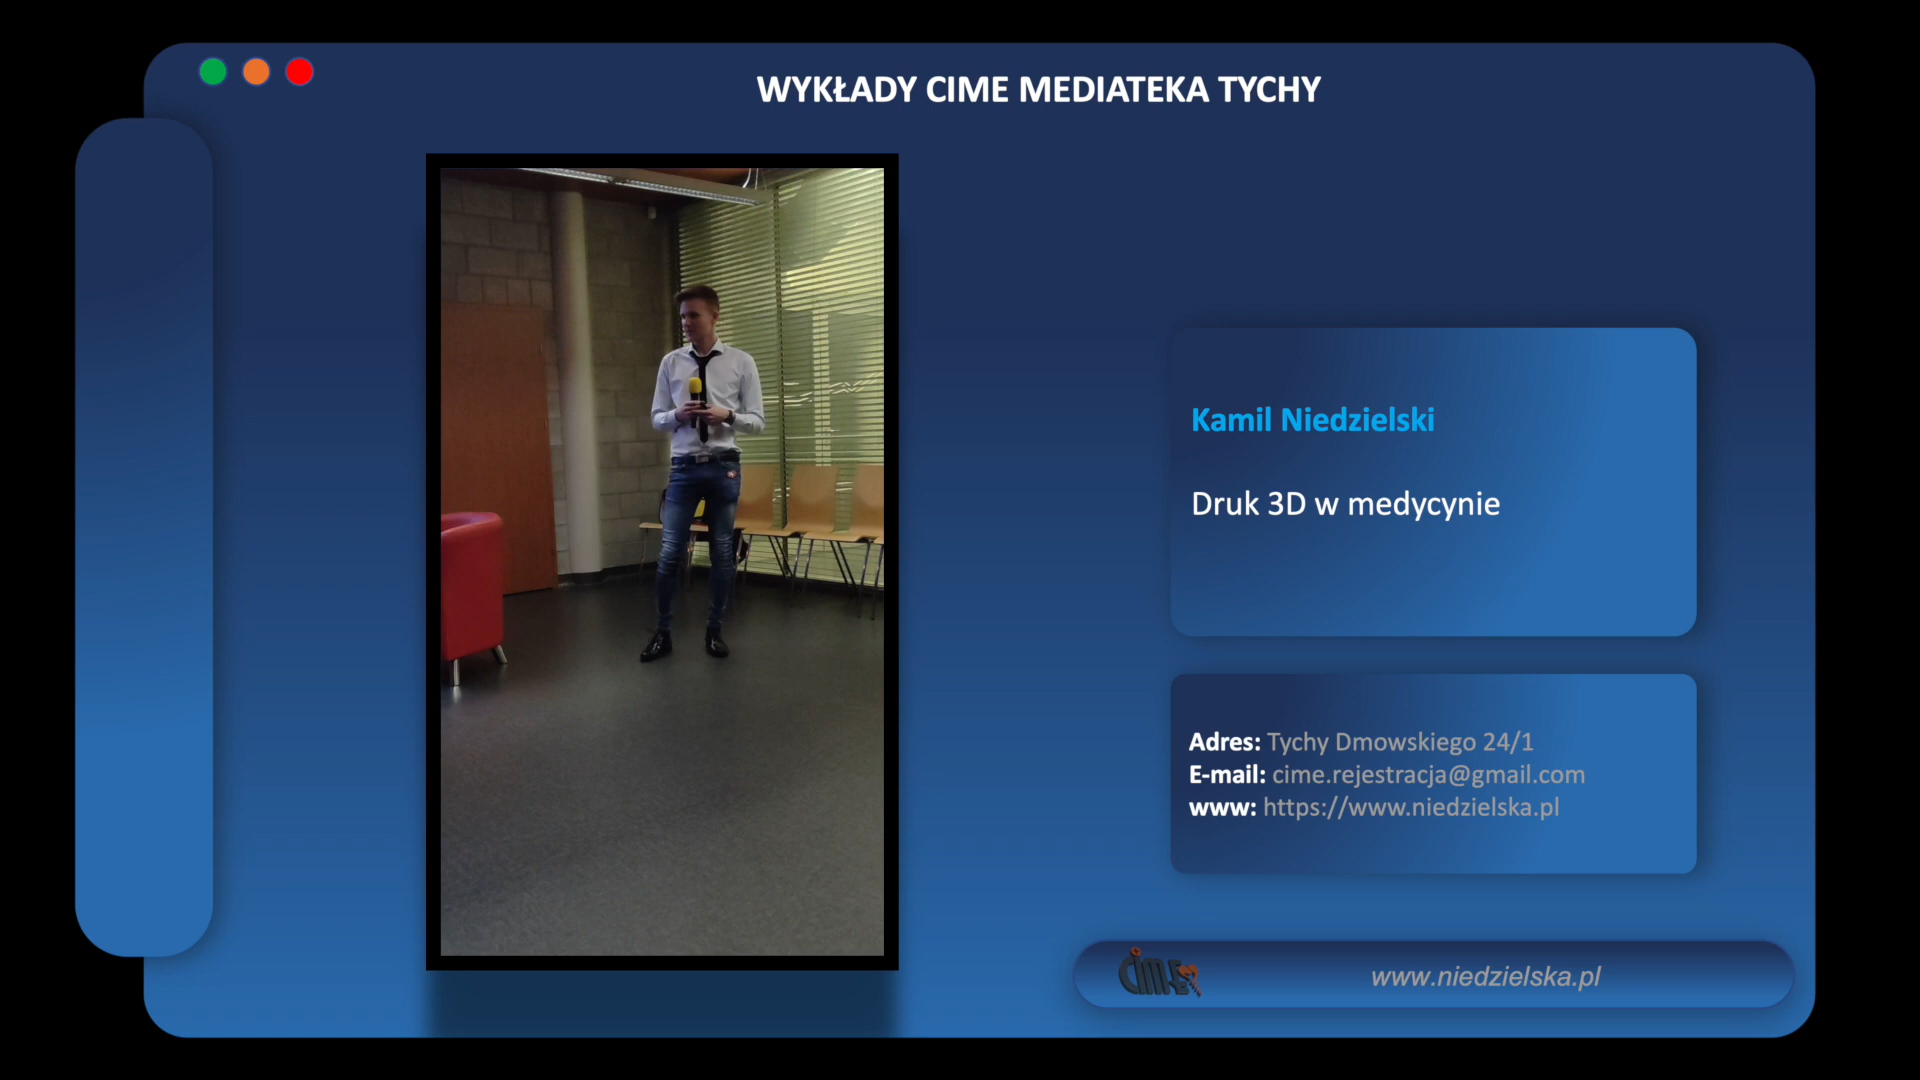 WYKŁADY CIME MEDIATEKA TYCHY
Kamil Niedzielski
Druk 3D w medycynie
Adres: Tychy Dmowskiego 24/1
E-mail: cime.rejestracja@gmail.com
www: https://www.niedzielska.pl
CIME
www.niedzielska.pl